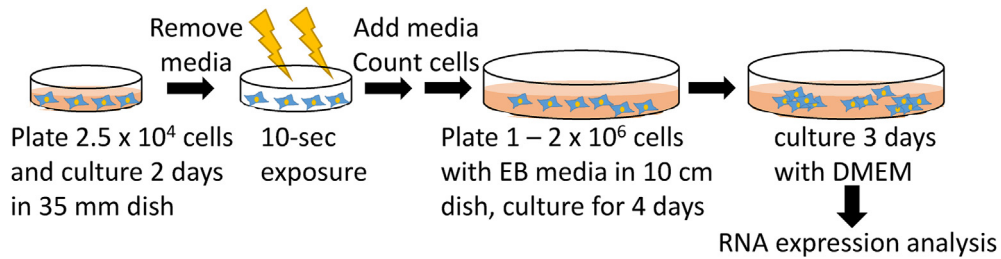 Remove
media
Add media
Count cells
Plate 2.5 x 10⁴ cells
and culture 2 days
in 35 mm dish
10-sec
exposure
Plate 1 – 2 x 10⁶ cells
with EB media in 10 cm
dish, culture for 4 days
culture 3 days
with DMEM
RNA expression analysis